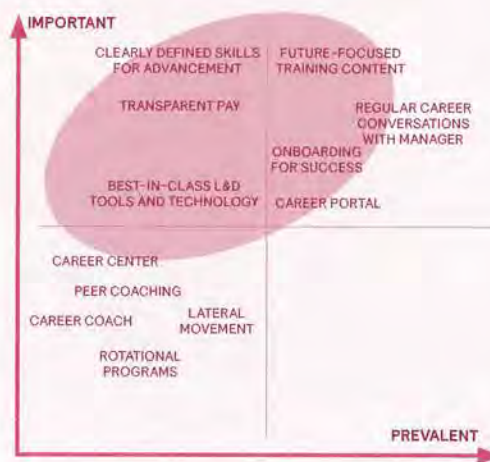 IMPORTANT
CLEARLY DEFINED SKILLS
FOR ADVANCEMENT
FUTURE-FOCUSED
TRAINING CONTENT
TRANSPARENT PAY
REGULAR CAREER
CONVERSATIONS
WITH MANAGER
ONBOARDING
FOR SUCCESS
BEST-IN-CLASS L&D
TOOLS AND TECHNOLOGY
CAREER PORTAL
CAREER CENTER
PEER COACHING
CAREER COACH
LATERAL
MOVEMENT
ROTATIONAL
PROGRAMS
PREVALENT